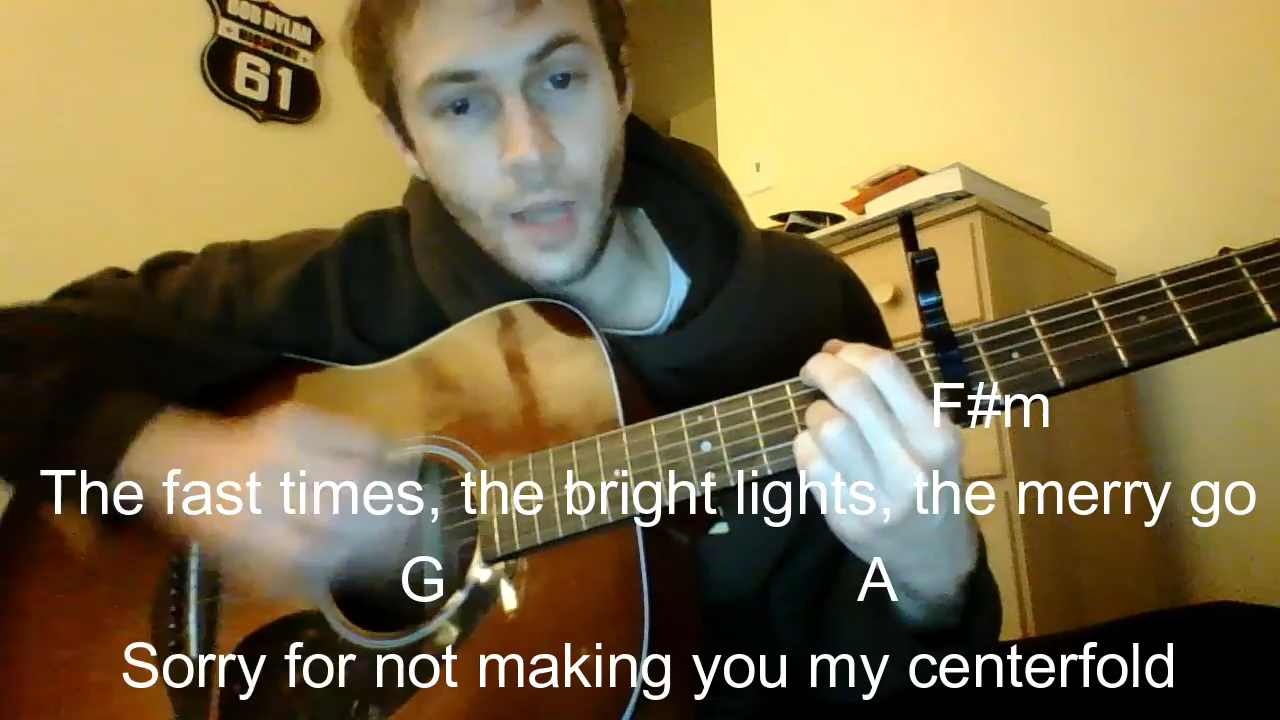 BOB DYLAN
HIGHWAY
61
F#m
The fast times, the bright lights, the merry go
G A
Sorry for not making you my centerfold